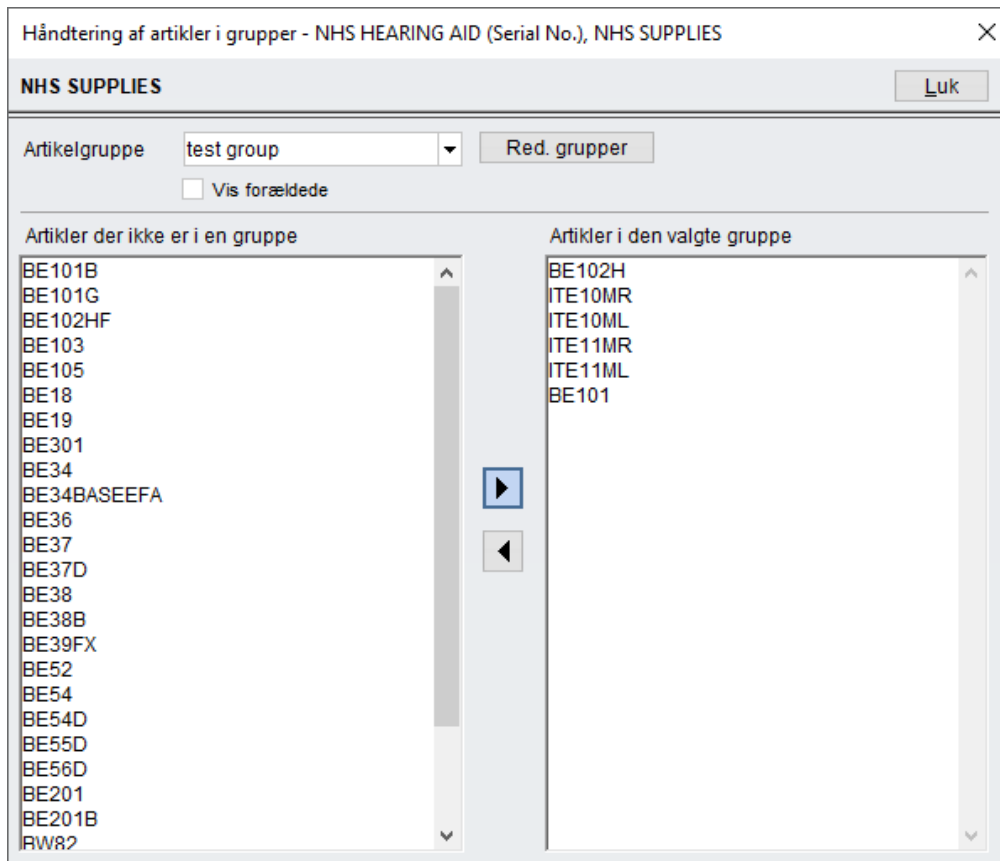 Håndtering af artikler i grupper - NHS HEARING AID (Serial No.), NHS SUPPLIES
NHS SUPPLIES
Luk
Artikelgruppe
test group
Red. grupper
Vis forældede
Artikler der ikke er i en gruppe
BE101B
BE101G
BE102HF
BE103
BE105
BE18
BE19
BE301
BE34
BE34BASEEFA
BE36
BE37
BE37D
BE38
BE38B
BE39FX
BE52
BE54
BE54D
BE55D
BE56D
BE201
BE201B
BW82
Artikler i den valgte gruppe
BE102H
ITE10MR
ITE10ML
ITE11MR
ITE11ML
BE101